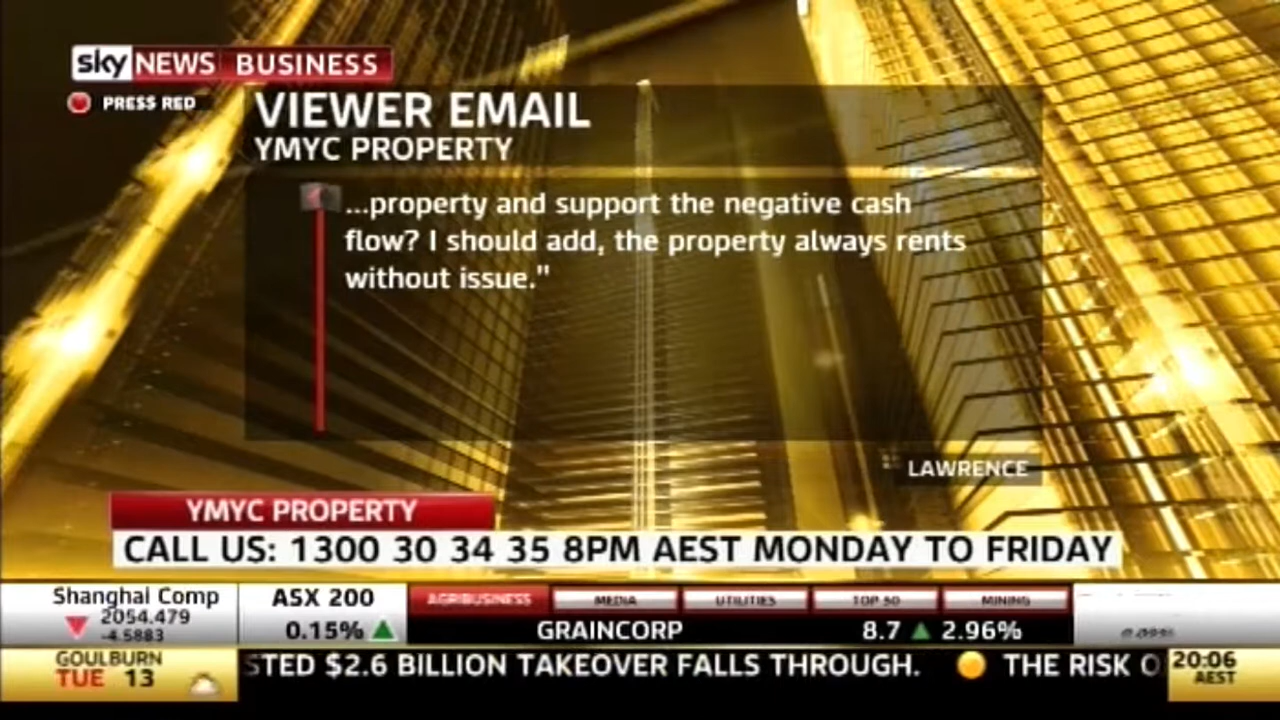 sky NEWS BUSINESS
PRESS RED
VIEWER EMAIL
YMYC PROPERTY
...property and support the negative cash
flow? I should add, the property always rents
without issue."
LAWRENCE
YMYC PROPERTY
CALL US: 1300 30 34 35 8PM AEST MONDAY TO FRIDAY
Shanghai Comp
2054.479
-4.5883
ASX 200
0.15%
AGRIBUSINESS MEDIA UTILITIES TOP 50 MINING
GRAINCORP 8.7 2.96%
GOULBURN
TUE 13
STED $2.6 BILLION TAKEOVER FALLS THROUGH. THE RISK O
20:06
AEST